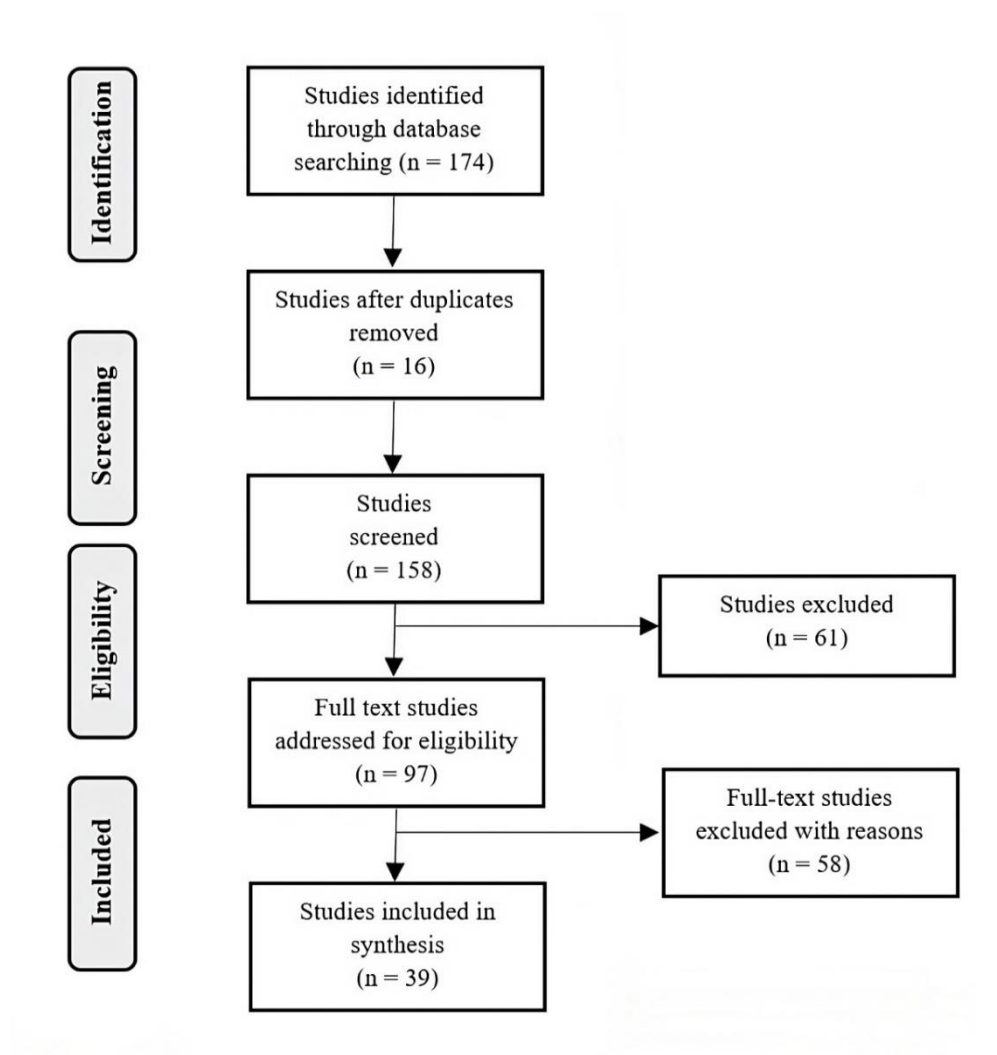 Identification
Studies identified
through database
searching (n = 174)
Studies after duplicates
removed
(n = 16)
Screening
Studies
screened
(n = 158)
Eligibility
Studies excluded
(n = 61)
Full text studies
addressed for eligibility
(n = 97)
Included
Full-text studies
excluded with reasons
(n = 58)
Studies included in
synthesis
(n = 39)